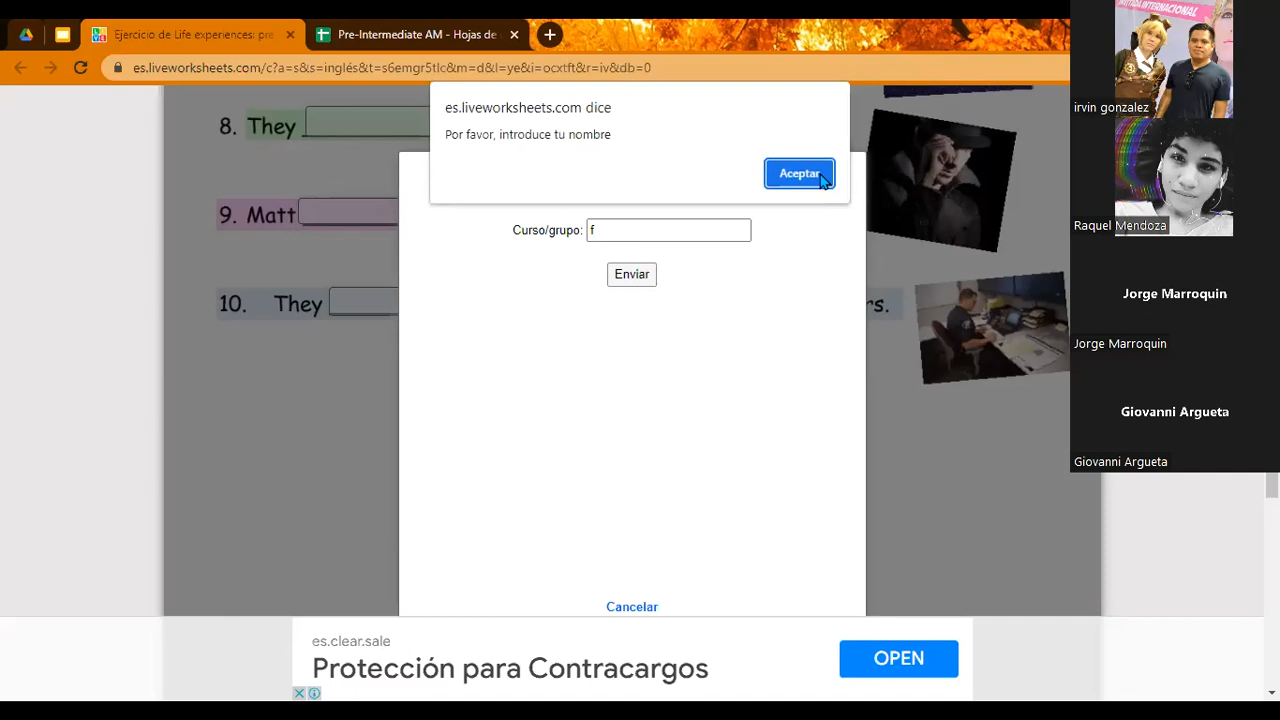 Ejercicio de Life experiences: pre
Pre-Intermediate AM - Hojas de
es.liveworksheets.com/c?a=s&s=inglés&t=s6emgr5tlc&m=d&l=ye&i=ocxtft&r=iv&db=0
es.liveworksheets.com dice
Por favor, introduce tu nombre
Aceptar
8. They
9. Matt
Curso/grupo: f
Enviar
10. They
rs.
Cancelar
es.clear.sale
Protección para Contracargos
OPEN
INVITADA INTERNACIONAL
irvin gonzalez
Raquel Mendoza
Jorge Marroquin
Jorge Marroquin
Giovanni Argueta
Giovanni Argueta